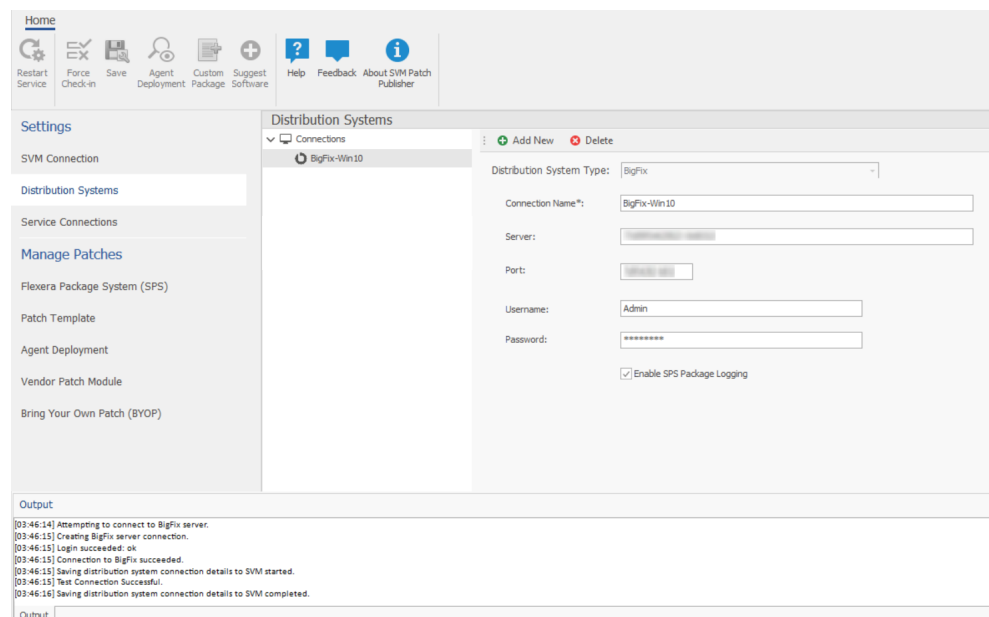 Home
Restart Service
Force Check-in
Save
Agent Deployment
Custom Package
Suggest Software
Help
Feedback
About SVM Patch Publisher
Settings
SVM Connection
Distribution Systems
Service Connections
Manage Patches
Flexera Package System (SPS)
Patch Template
Agent Deployment
Vendor Patch Module
Bring Your Own Patch (BYOP)
Distribution Systems
Connections
BigFix-Win10
Add New
Delete
Distribution System Type: BigFix
Connection Name*: BigFix-Win10
Server:
Port:
Username: Admin
Password: ********
Enable SPS Package Logging
Output
[03:46:14] Attempting to connect to BigFix server.
[03:46:15] Creating BigFix server connection.
[03:46:15] Login succeeded: ok
[03:46:15] Connection to BigFix succeeded.
[03:46:15] Saving distribution system connection details to SVM started.
[03:46:15] Test Connection Successful.
[03:46:16] Saving distribution system connection details to SVM completed.
Output